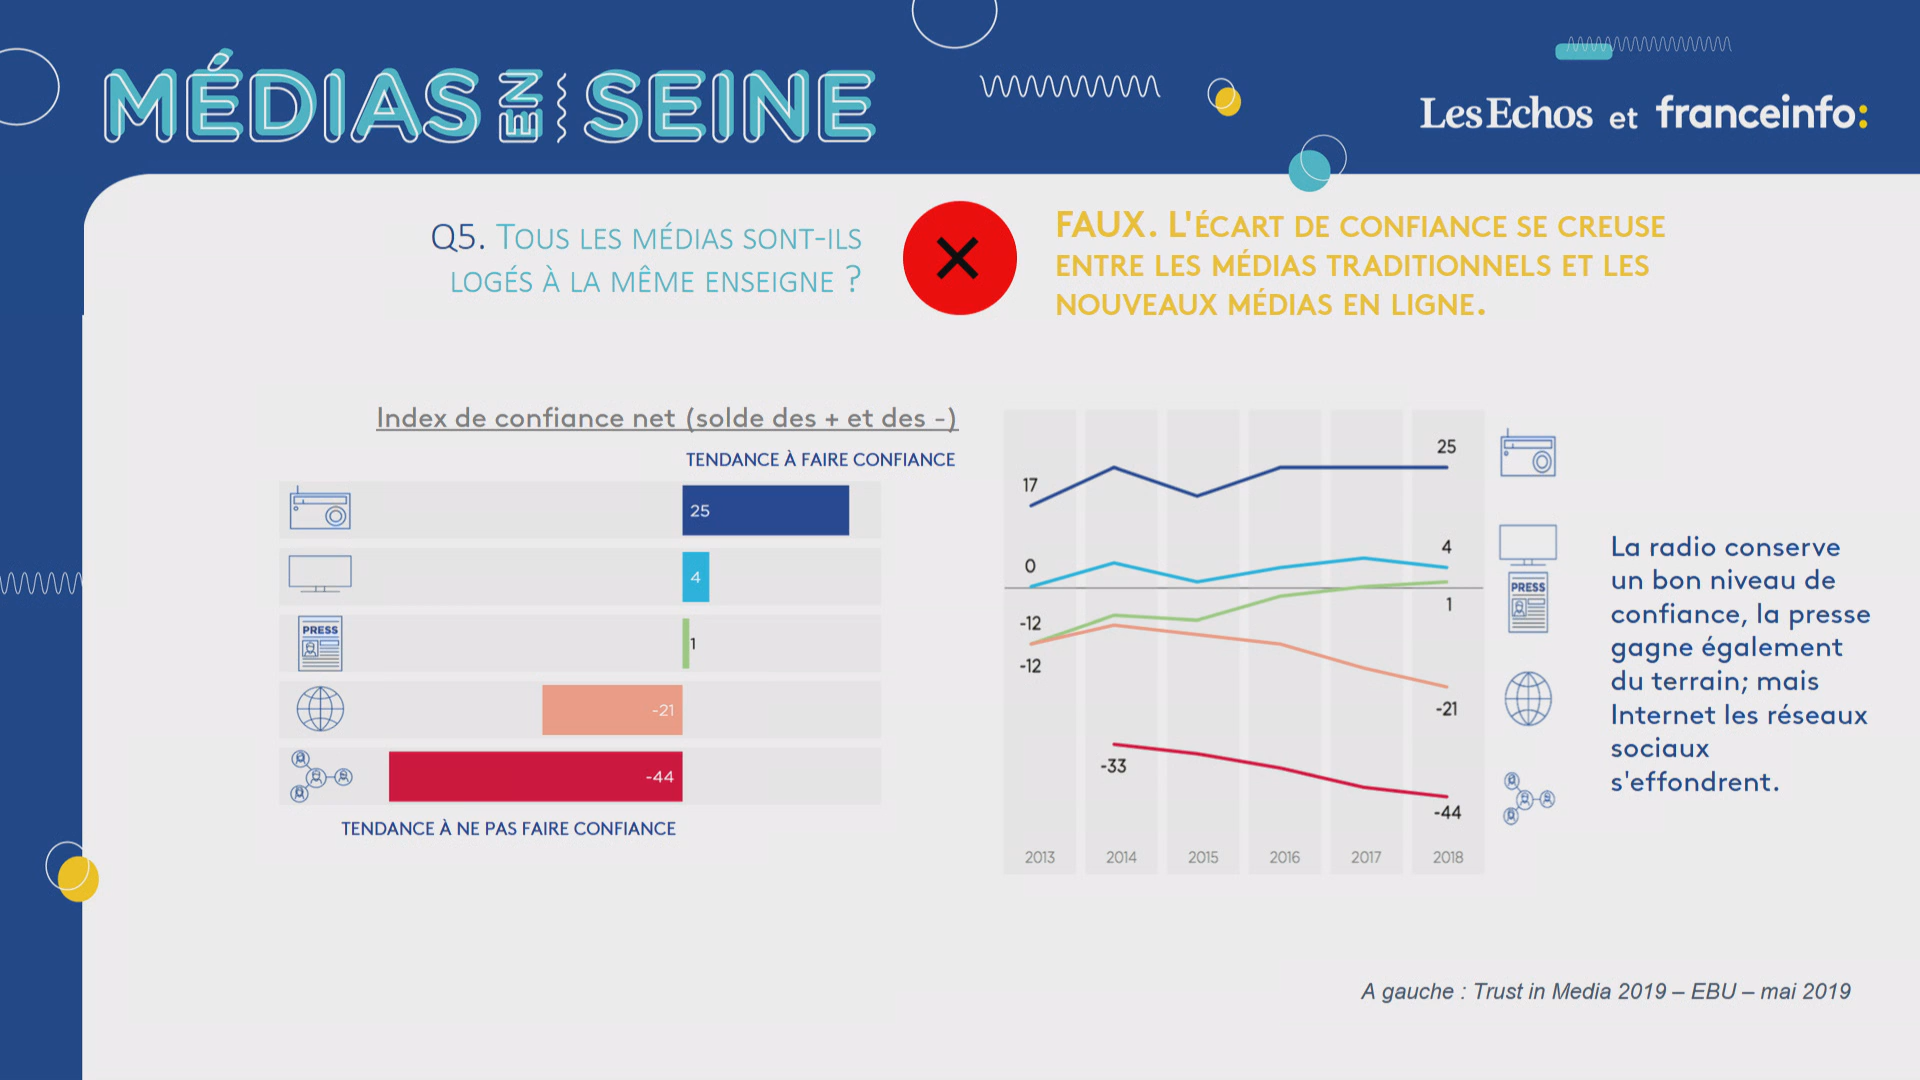 MÉDIAS EN SEINE
LesEchos et franceinfo:
Q5. TOUS LES MÉDIAS SONT-ILS
LOGÉS À LA MÊME ENSEIGNE ?
FAUX. L'ÉCART DE CONFIANCE SE CREUSE
ENTRE LES MÉDIAS TRADITIONNELS ET LES
NOUVEAUX MÉDIAS EN LIGNE.
Index de confiance net (solde des + et des -)
TENDANCE À FAIRE CONFIANCE
25
4
PRESS
1
-21
-44
TENDANCE À NE PAS FAIRE CONFIANCE
25
17
4
0
PRESS
1
-12
-12
-21
-33
-44
2013 2014 2015 2016 2017 2018
La radio conserve
un bon niveau de
confiance, la presse
gagne également
du terrain; mais
Internet les réseaux
sociaux
s'effondrent.
A gauche : Trust in Media 2019 – EBU – mai 2019